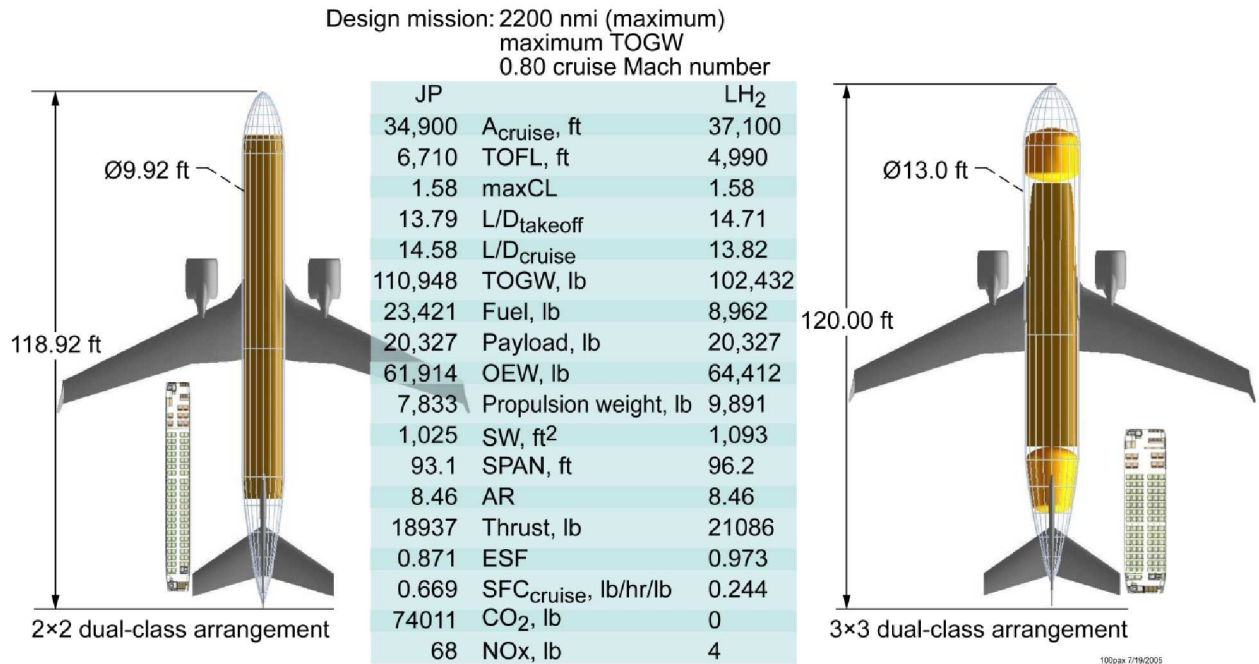 Design mission: 2200 nmi (maximum)
maximum TOGW
0.80 cruise Mach number
JP LH2
34,900 Acruise, ft 37,100
6,710 TOFL, ft 4,990
1.58 maxCL 1.58
13.79 L/Dtakeoff 14.71
14.58 L/Dcruise 13.82
110,948 TOGW, lb 102,432
23,421 Fuel, lb 8,962
20,327 Payload, lb 20,327
61,914 OEW, lb 64,412
7,833 Propulsion weight, lb 9,891
1,025 SW, ft2 1,093
93.1 SPAN, ft 96.2
8.46 AR 8.46
18937 Thrust, lb 21086
0.871 ESF 0.973
0.669 SFCcruise, lb/hr/lb 0.244
74011 CO2, lb 0
68 NOx, lb 4
Ø9.92 ft
118.92 ft
2×2 dual-class arrangement
Ø13.0 ft
120.00 ft
3×3 dual-class arrangement
100pax 7/19/2005